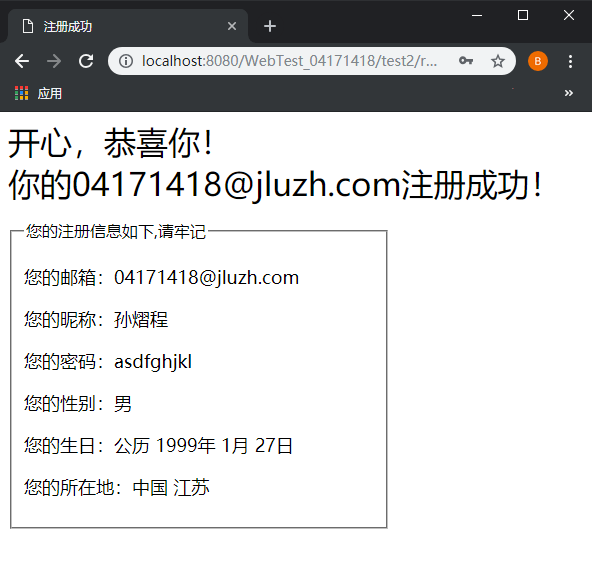 注册成功
localhost:8080/WebTest_04171418/test2/r...
B
应用
开心，恭喜你！
你的04171418@jluzh.com注册成功！
您的注册信息如下,请牢记
您的邮箱：04171418@jluzh.com
您的昵称：孙熠程
您的密码：asdfghjkl
您的性别：男
您的生日：公历 1999年 1月 27日
您的所在地：中国 江苏